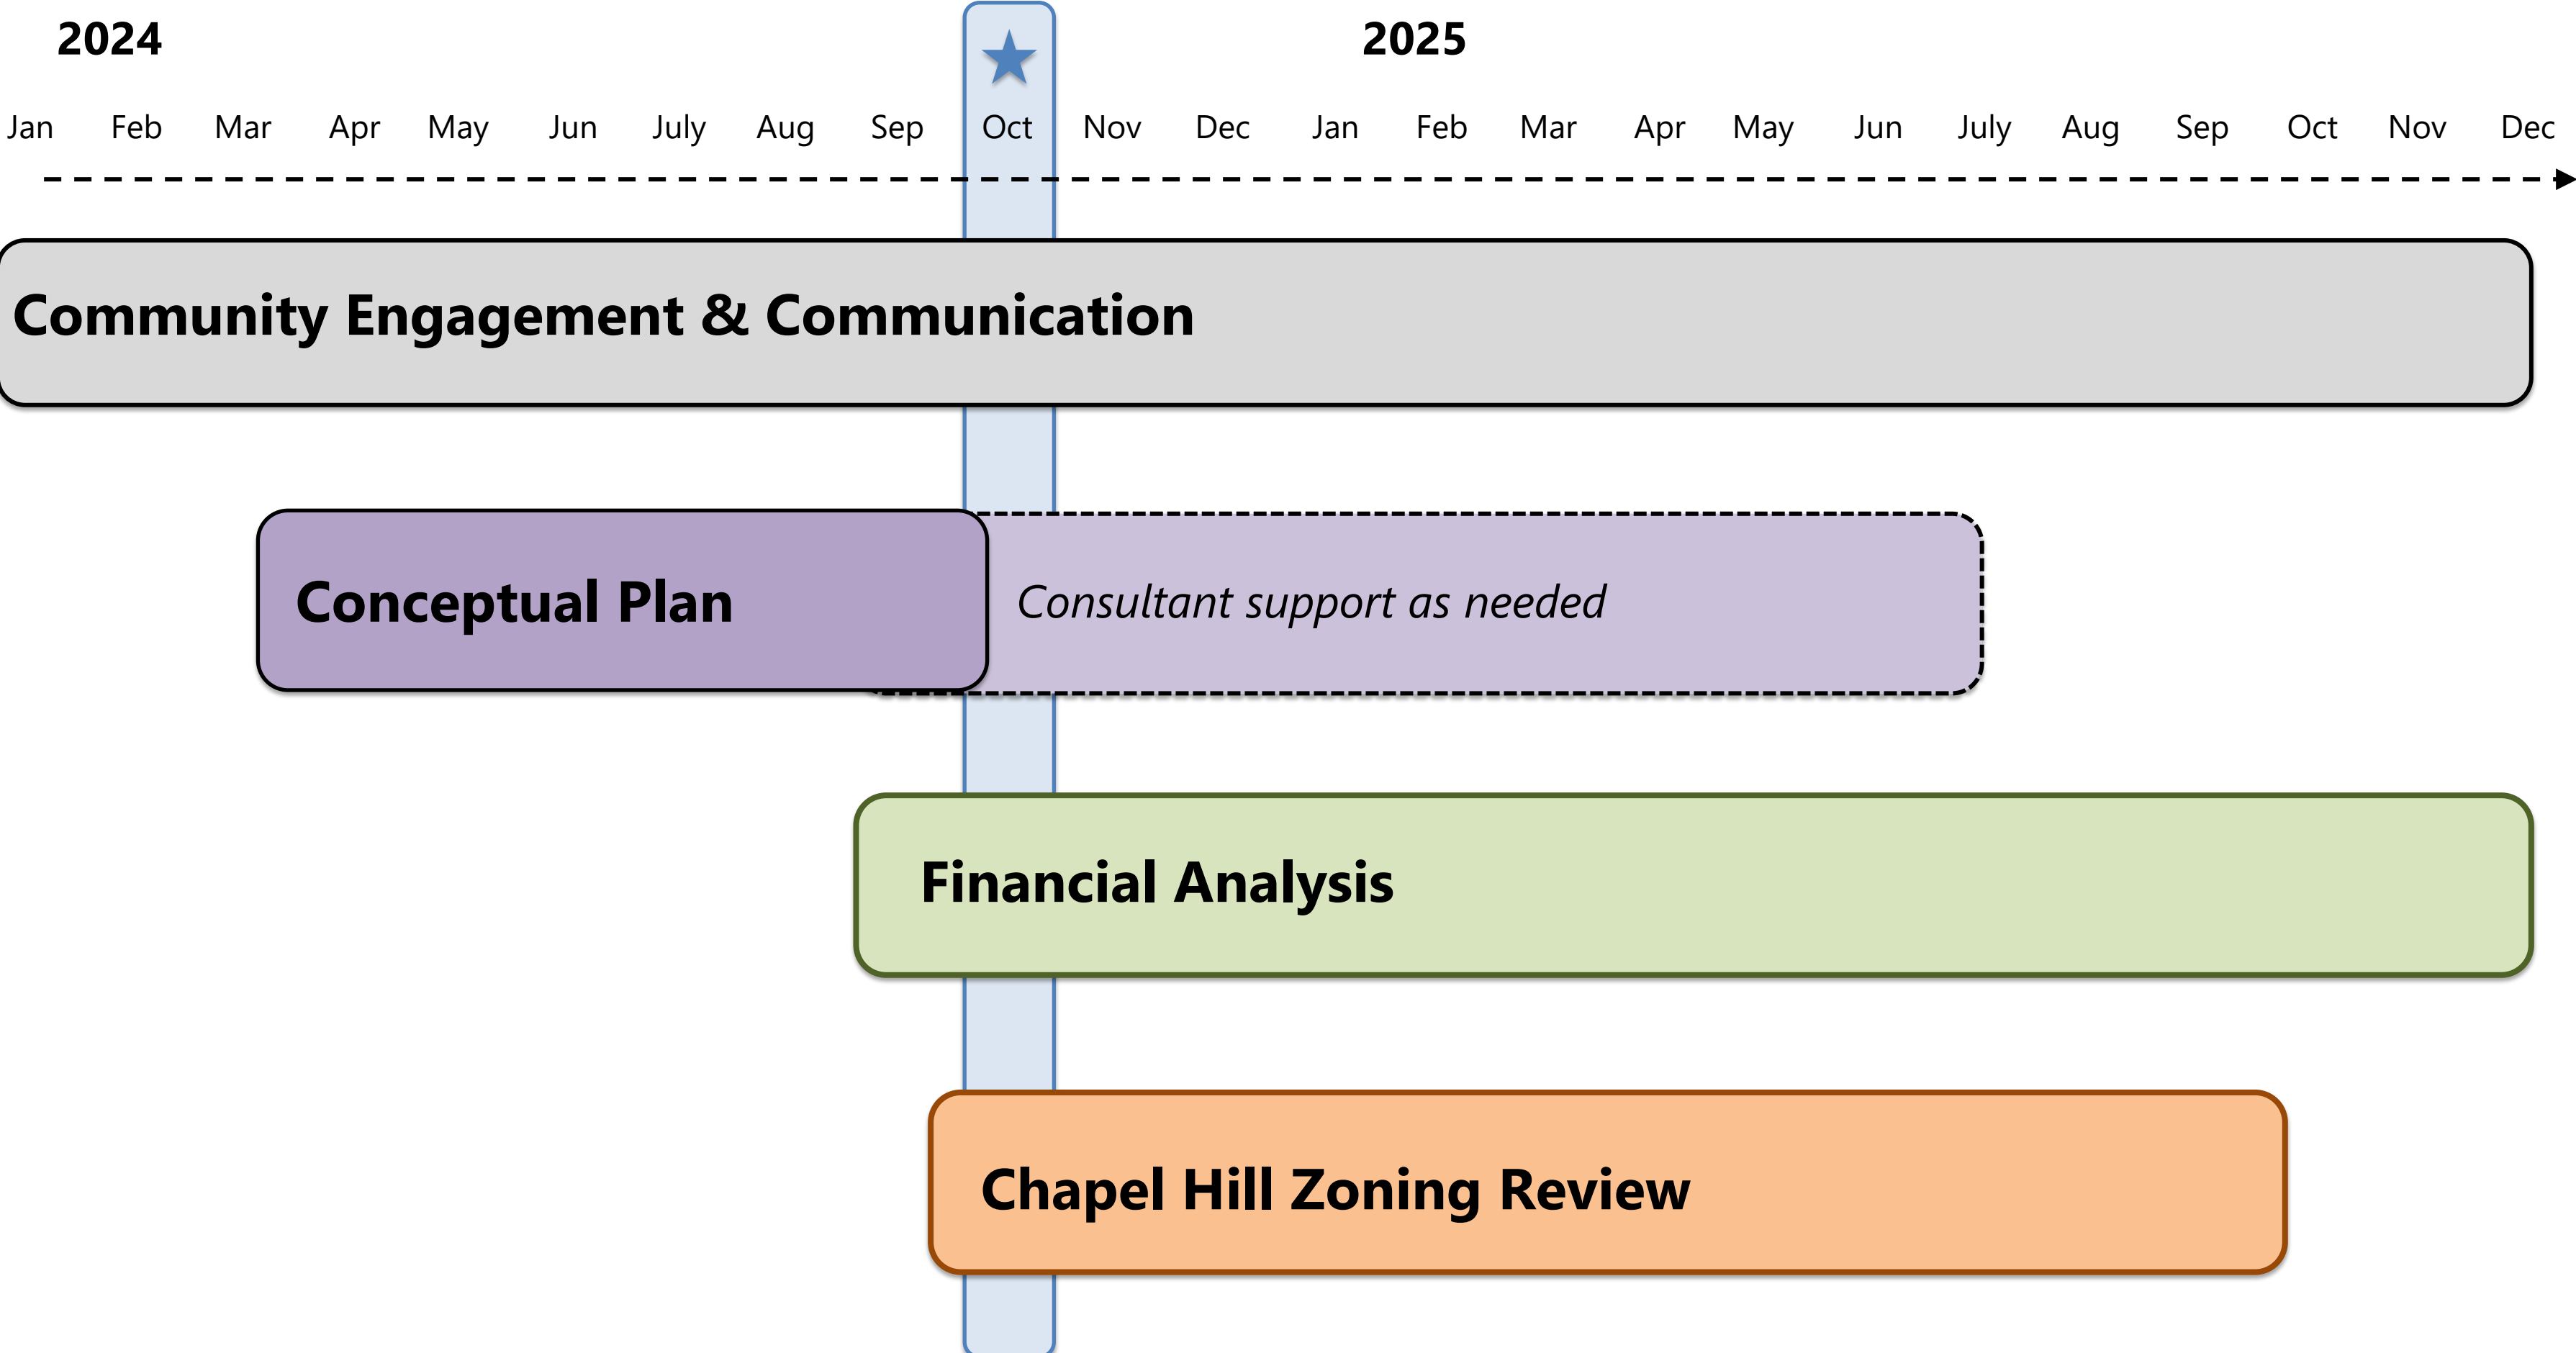 2024 2025
Jan Feb Mar Apr May Jun July Aug Sep Oct Nov Dec Jan Feb Mar Apr May Jun July Aug Sep Oct Nov Dec
Community Engagement & Communication
Conceptual Plan Consultant support as needed
Financial Analysis
Chapel Hill Zoning Review